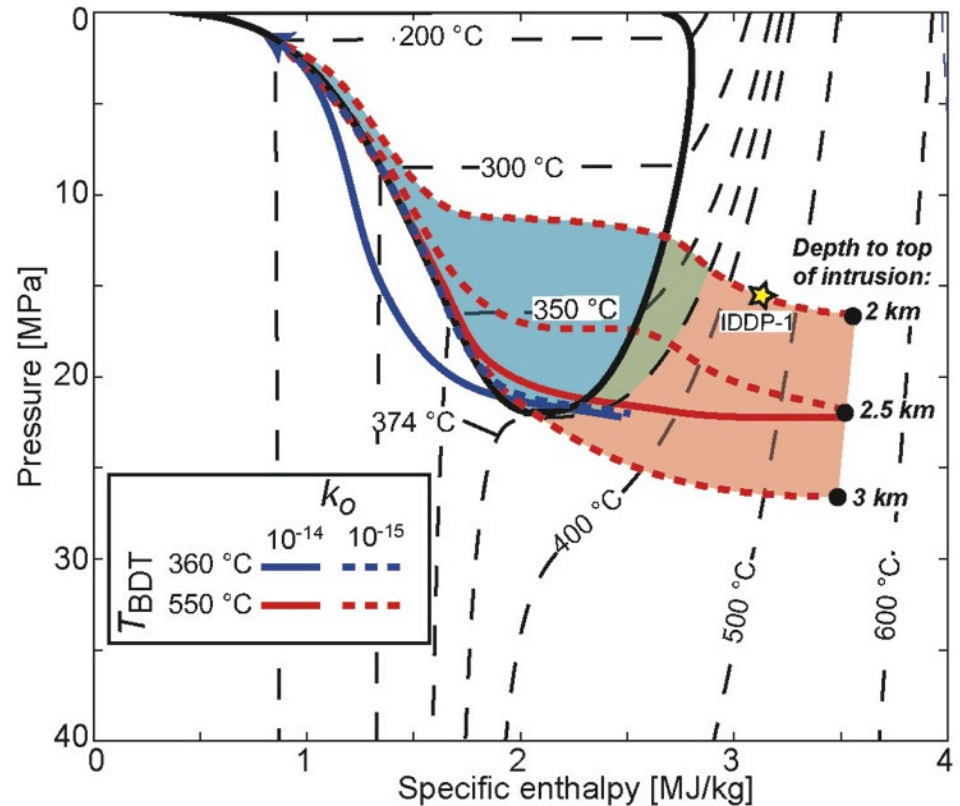 0
200 °C
300 °C
10
Depth to top
of intrusion:
350 °C
IDDP-1
2 km
Pressure [MPa]
20
2.5 km
374 °C
3 km
k₀
10⁻¹⁴ 10⁻¹⁵
T_BDT
360 °C
550 °C
400 °C
500 °C
600 °C
30
40
0 1 2 3 4
Specific enthalpy [MJ/kg]